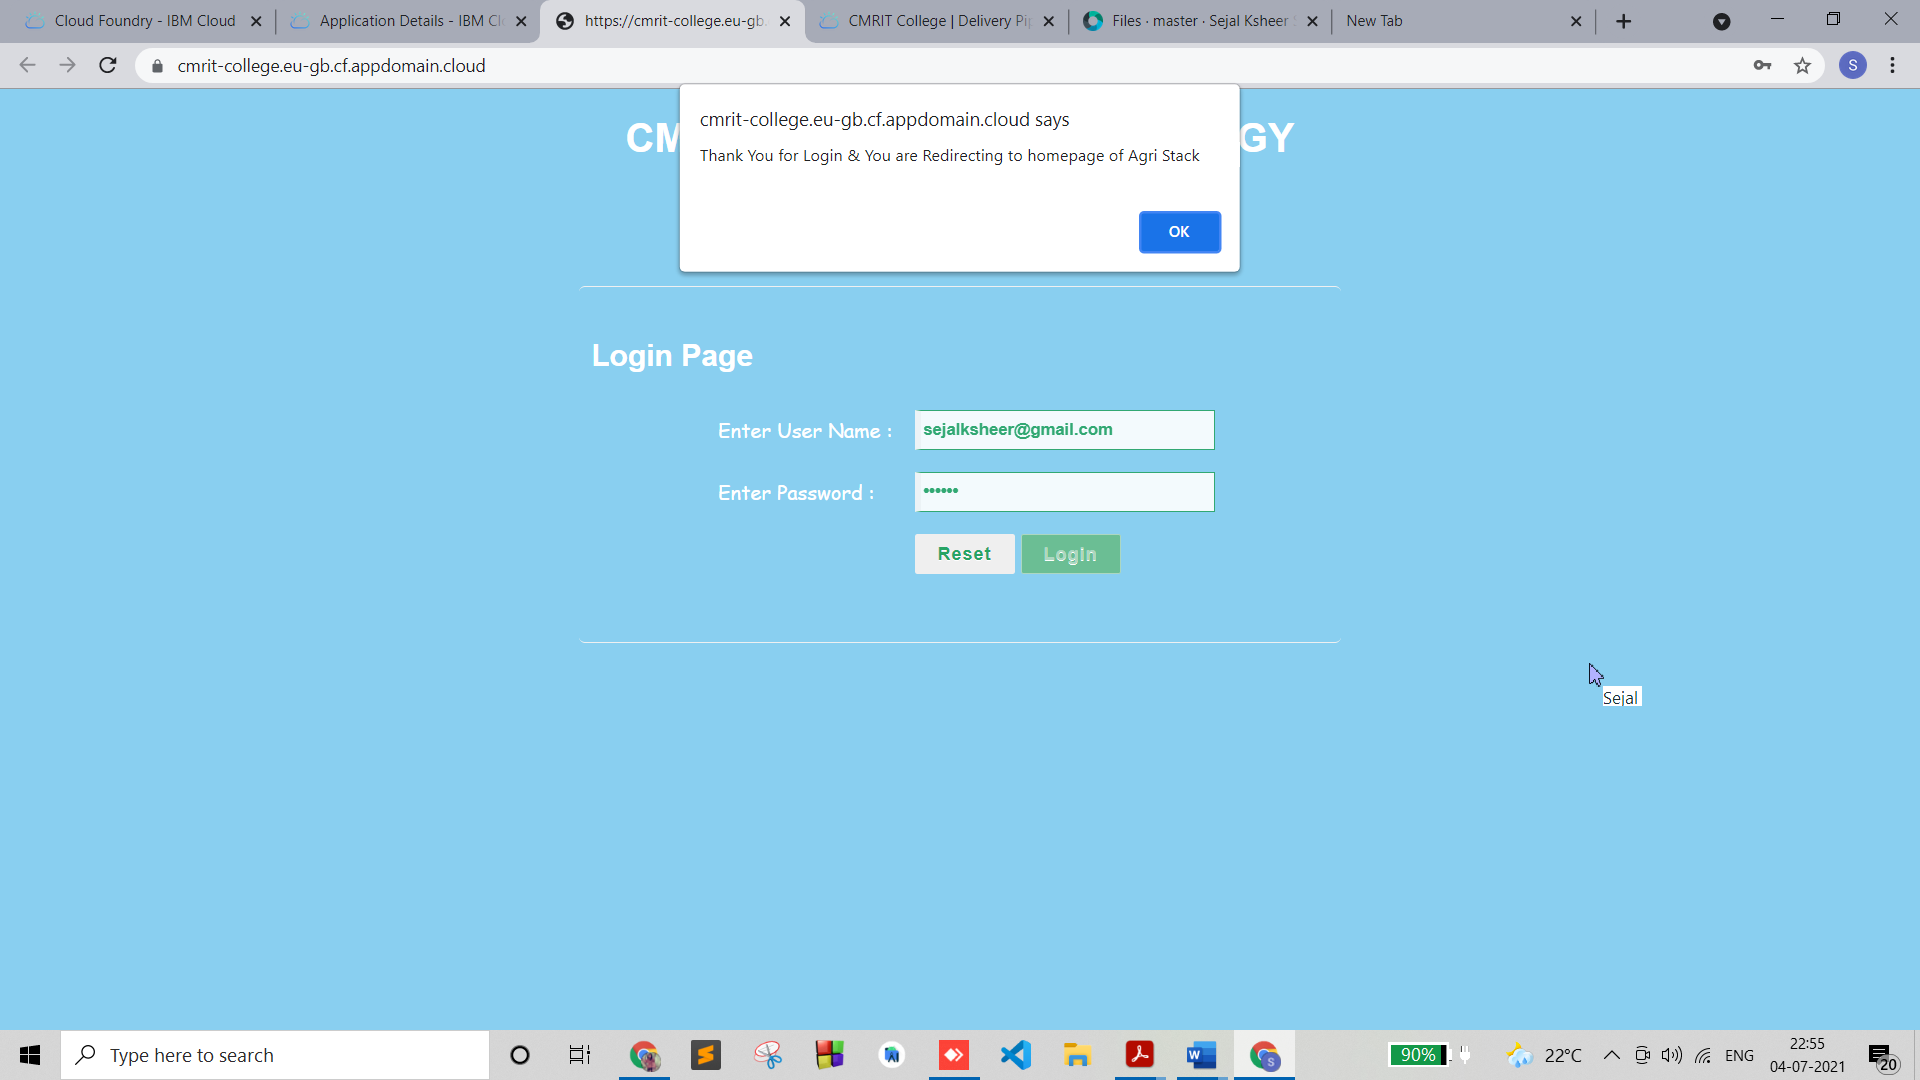 Cloud Foundry - IBM Cloud
Application Details - IBM Cl
https://cmrit-college.eu-gb.
CMRIT College | Delivery Pi
Files · master · Sejal Ksheer
New Tab
cmrit-college.eu-gb.cf.appdomain.cloud
S
CM
GY
cmrit-college.eu-gb.cf.appdomain.cloud says
Thank You for Login & You are Redirecting to homepage of Agri Stack
OK
Login Page
Enter User Name :
sejalksheer@gmail.com
Enter Password :
••••••
Reset
Login
Sejal
Type here to search
90%
22°C
ENG
22:55
04-07-2021
20